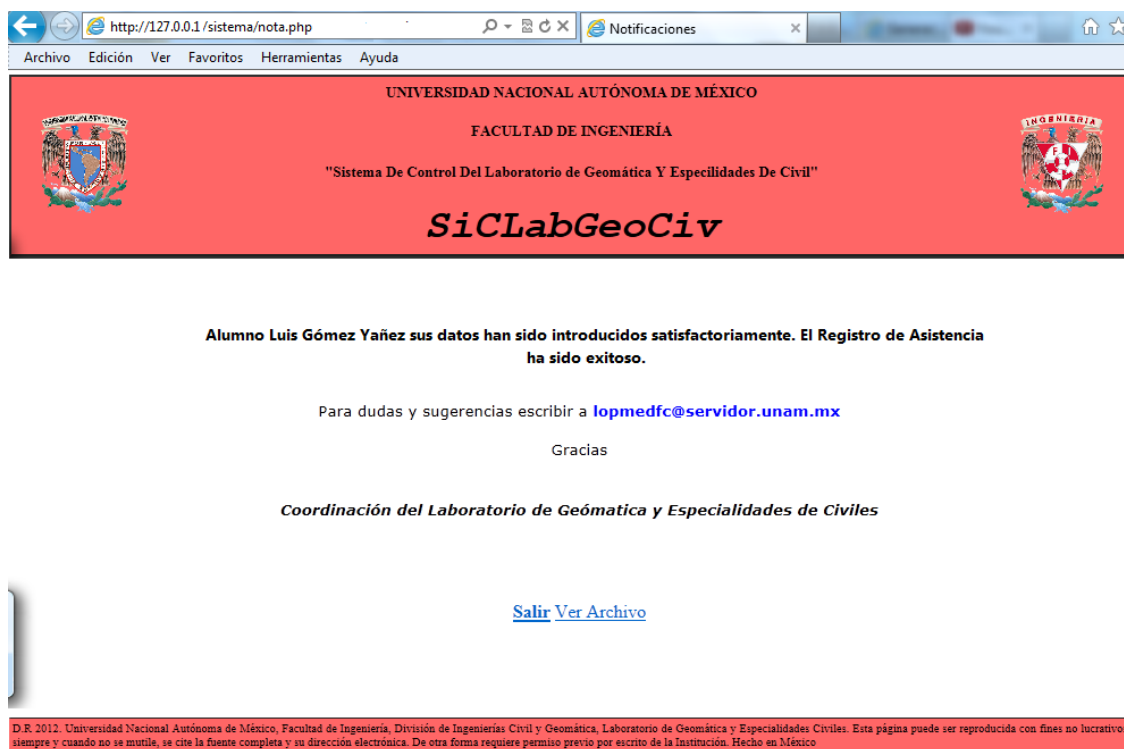 http://127.0.0.1/sistema/nota.php
Notificaciones
Archivo Edición Ver Favoritos Herramientas Ayuda
UNIVERSIDAD NACIONAL AUTÓNOMA DE MÉXICO
FACULTAD DE INGENIERÍA
INGENIERIA
"Sistema De Control Del Laboratorio de Geomática Y Especilidades De Civil"
SiCLabGeoCiv
Alumno Luis Gómez Yañez sus datos han sido introducidos satisfactoriamente. El Registro de Asistencia
ha sido exitoso.
Para dudas y sugerencias escribir a lopmedfc@servidor.unam.mx
Gracias
Coordinación del Laboratorio de Geómatica y Especialidades de Civiles
Salir Ver Archivo
D.R. 2012. Universidad Nacional Autónoma de México, Facultad de Ingeniería, División de Ingenierías Civil y Geomática, Laboratorio de Geomática y Especialidades Civiles. Esta página puede ser reproducida con fines no lucrativos
siempre y cuando no se mutile, se cite la fuente completa y su dirección electrónica. De otra forma requiere permiso previo por escrito de la Institución. Hecho en México